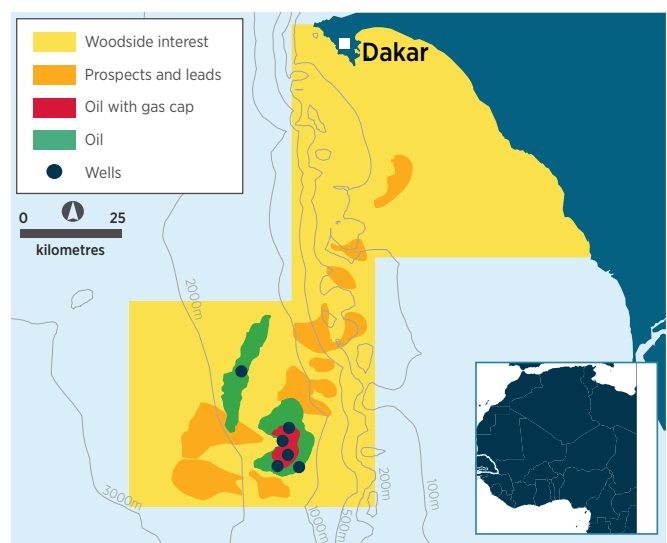 Woodside interest
Prospects and leads
Oil with gas cap
Oil
Wells
Dakar
0 25
kilometres
2000m
3000m
1000m
500m
200m
100m